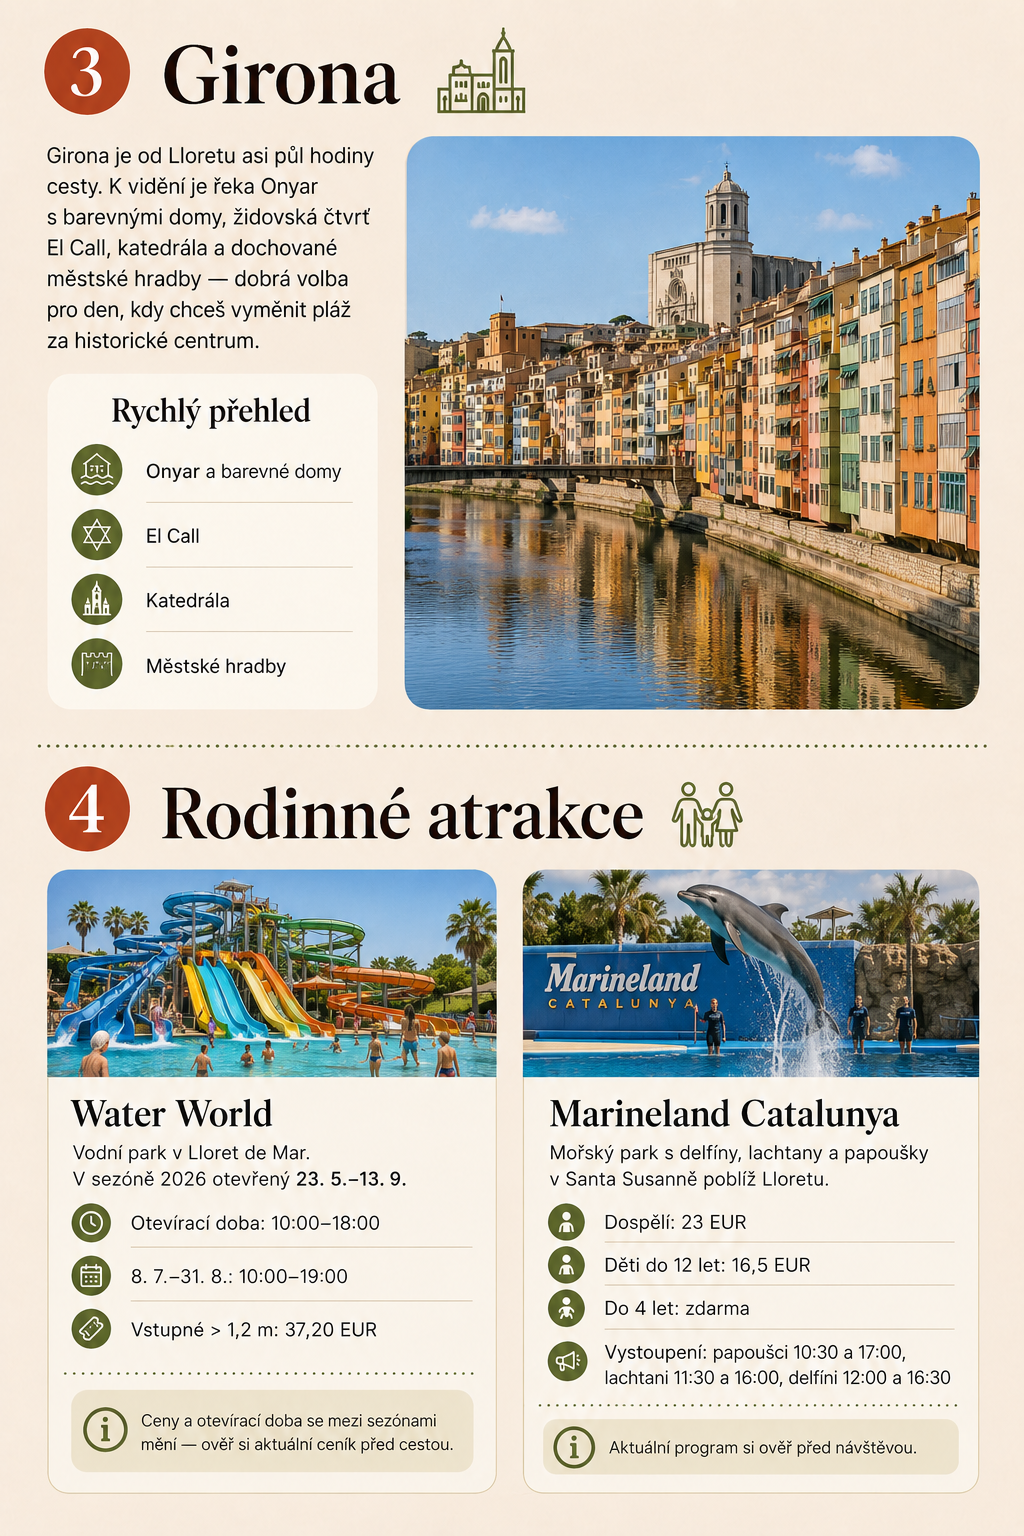 3
Girona
Girona je od Lloretu asi půl hodiny
cesty. K vidění je řeka Onyar
s barevnými domy, židovská čtvrť
El Call, katedrála a dochované
městské hradby — dobrá volba
pro den, kdy chceš vyměnit pláž
za historické centrum.
Rychlý přehled
Onyar a barevné domy
El Call
Katedrála
Městské hradby
4
Rodinné atrakce
Water World
Vodní park v Lloret de Mar.
V sezóně 2026 otevřený 23. 5.–13. 9.
Otevírací doba: 10:00–18:00
8. 7.–31. 8.: 10:00–19:00
Vstupné > 1,2 m: 37,20 EUR
Ceny a otevírací doba se mezi sezónami
mění — ověř si aktuální ceník před cestou.
Marineland
CATALUNYA
Marineland Catalunya
Mořský park s delfíny, lachtany a papoušky
v Santa Susanně poblíž Lloretu.
Dospělí: 23 EUR
Děti do 12 let: 16,5 EUR
Do 4 let: zdarma
Vystoupení: papoušci 10:30 a 17:00,
lachtani 11:30 a 16:00, delfíni 12:00 a 16:30
Aktuální program si ověř před návštěvou.